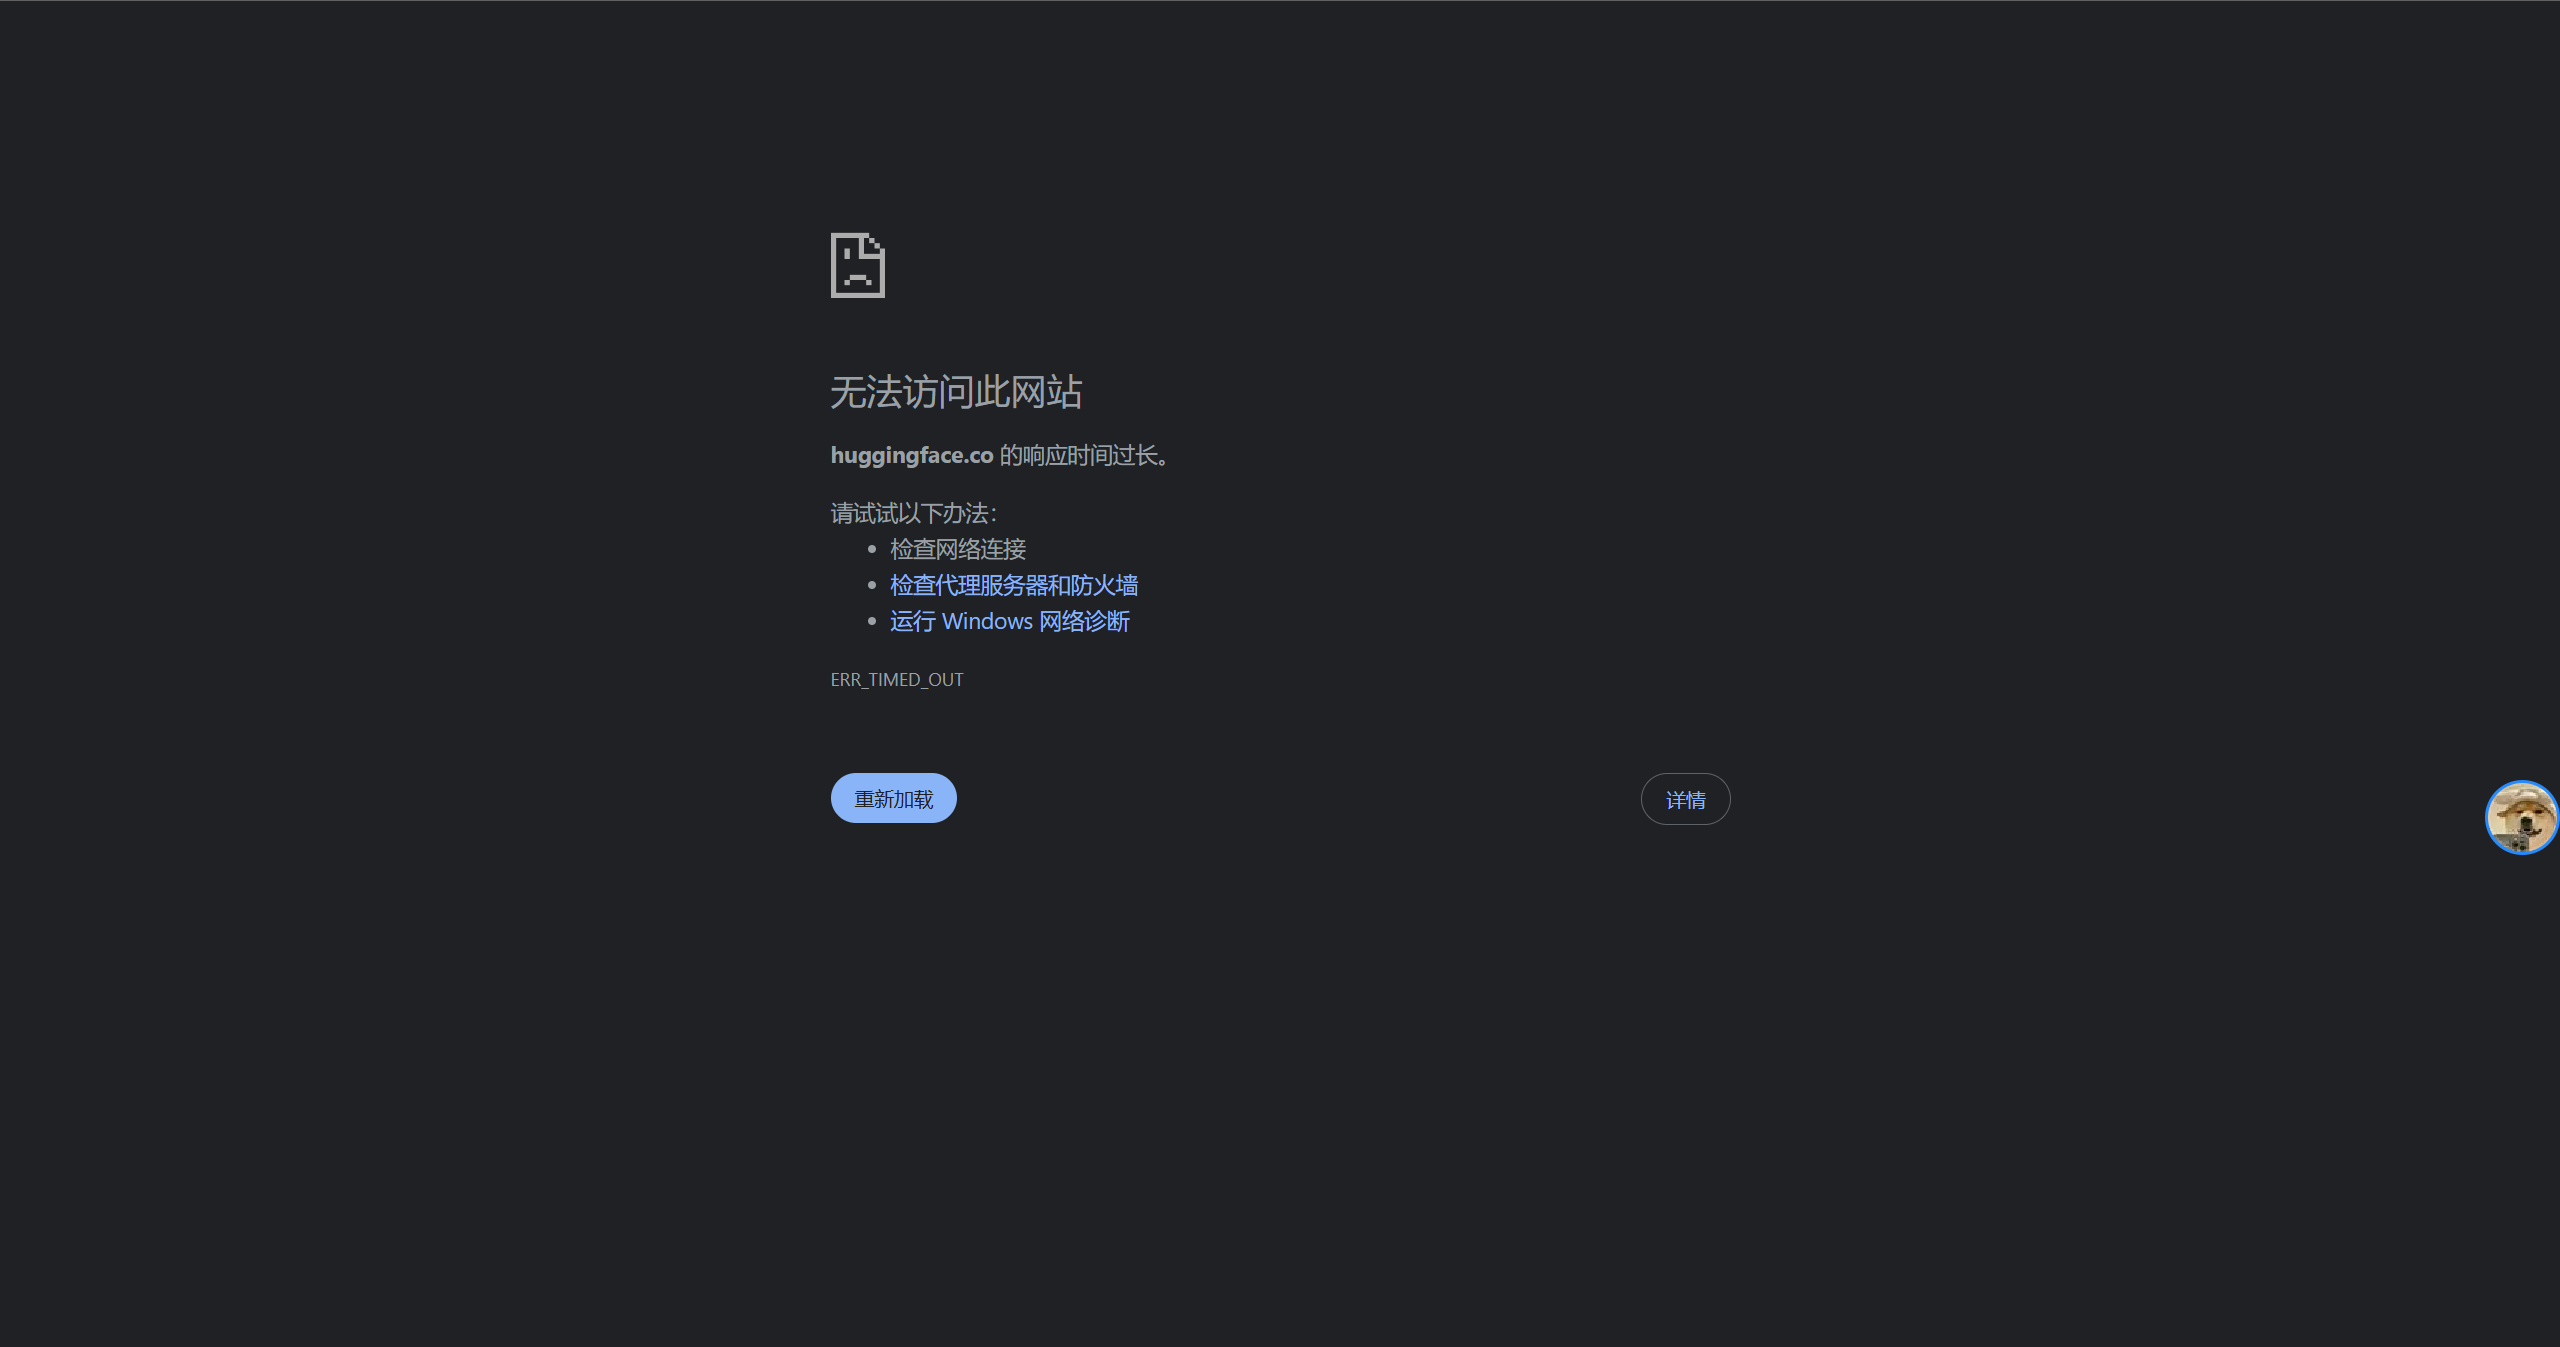 无法访问此网站
huggingface.co 的响应时间过长。
请试试以下办法：
检查网络连接
检查代理服务器和防火墙
运行 Windows 网络诊断
ERR_TIMED_OUT
重新加载
详情